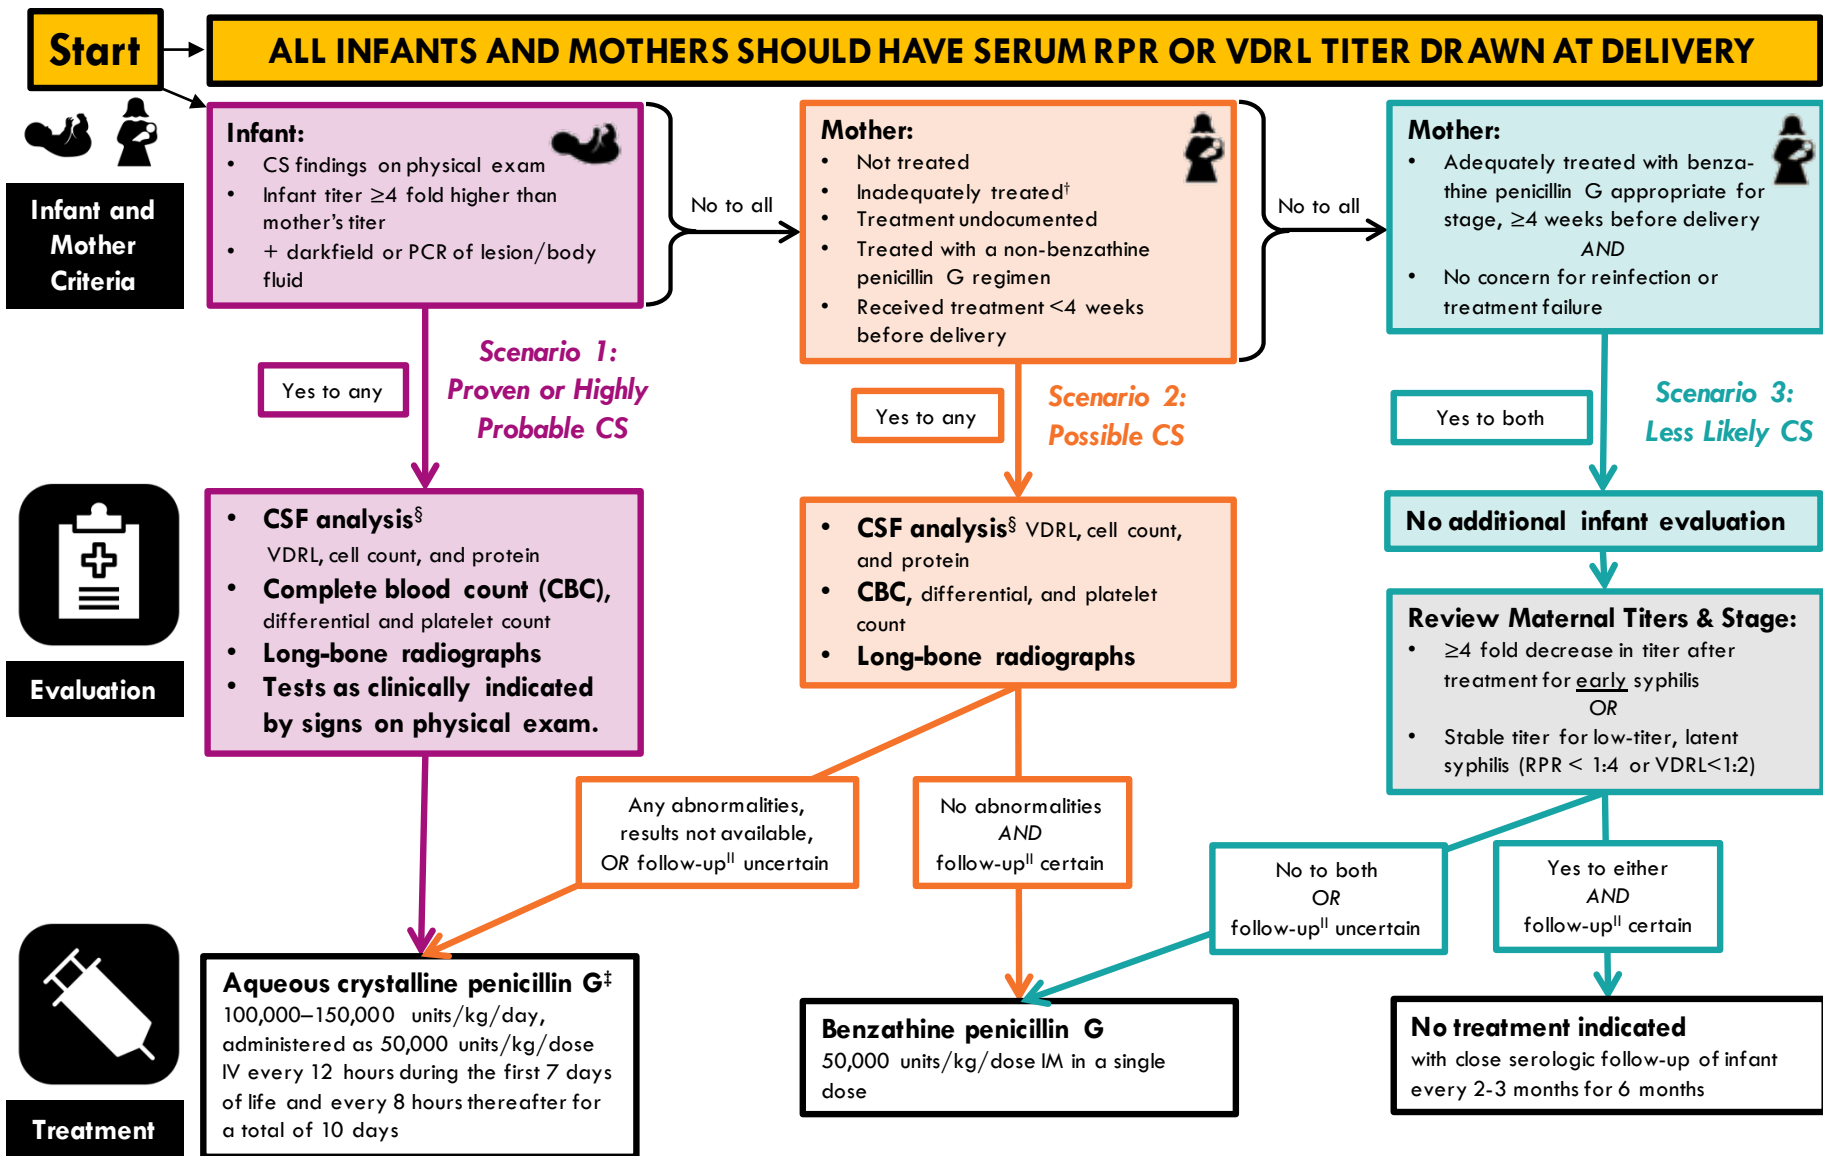 Start
ALL INFANTS AND MOTHERS SHOULD HAVE SERUM RPR OR VDRL TITER DRAWN AT DELIVERY
Infant and
Mother
Criteria
Infant:
• CS findings on physical exam
• Infant titer ≥4 fold higher than
mother's titer
• + darkfield or PCR of lesion/body
fluid
No to all
Mother:
• Not treated
• Inadequately treated†
• Treatment undocumented
• Treated with a non-benzathine
penicillin G regimen
• Received treatment <4 weeks
before delivery
No to all
Mother:
• Adequately treated with benza-
thine penicillin G appropriate for
stage, ≥4 weeks before delivery
AND
• No concern for reinfection or
treatment failure
Yes to any
Scenario 1:
Proven or Highly
Probable CS
Yes to any
Scenario 2:
Possible CS
Yes to both
Scenario 3:
Less Likely CS
Evaluation
• CSF analysis§
VDRL, cell count, and protein
• Complete blood count (CBC),
differential and platelet count
• Long-bone radiographs
• Tests as clinically indicated
by signs on physical exam.
• CSF analysis§ VDRL, cell count,
and protein
• CBC, differential, and platelet
count
• Long-bone radiographs
No additional infant evaluation
Review Maternal Titers & Stage:
• ≥4 fold decrease in titer after
treatment for early syphilis
OR
• Stable titer for low-titer, latent
syphilis (RPR < 1:4 or VDRL<1:2)
Any abnormalities,
results not available,
OR follow-up‖ uncertain
No abnormalities
AND
follow-up‖ certain
No to both
OR
follow-up‖ uncertain
Yes to either
AND
follow-up‖ certain
Treatment
Aqueous crystalline penicillin G‡
100,000–150,000 units/kg/day,
administered as 50,000 units/kg/dose
IV every 12 hours during the first 7 days
of life and every 8 hours thereafter for
a total of 10 days
Benzathine penicillin G
50,000 units/kg/dose IM in a single
dose
No treatment indicated
with close serologic follow-up of infant
every 2-3 months for 6 months